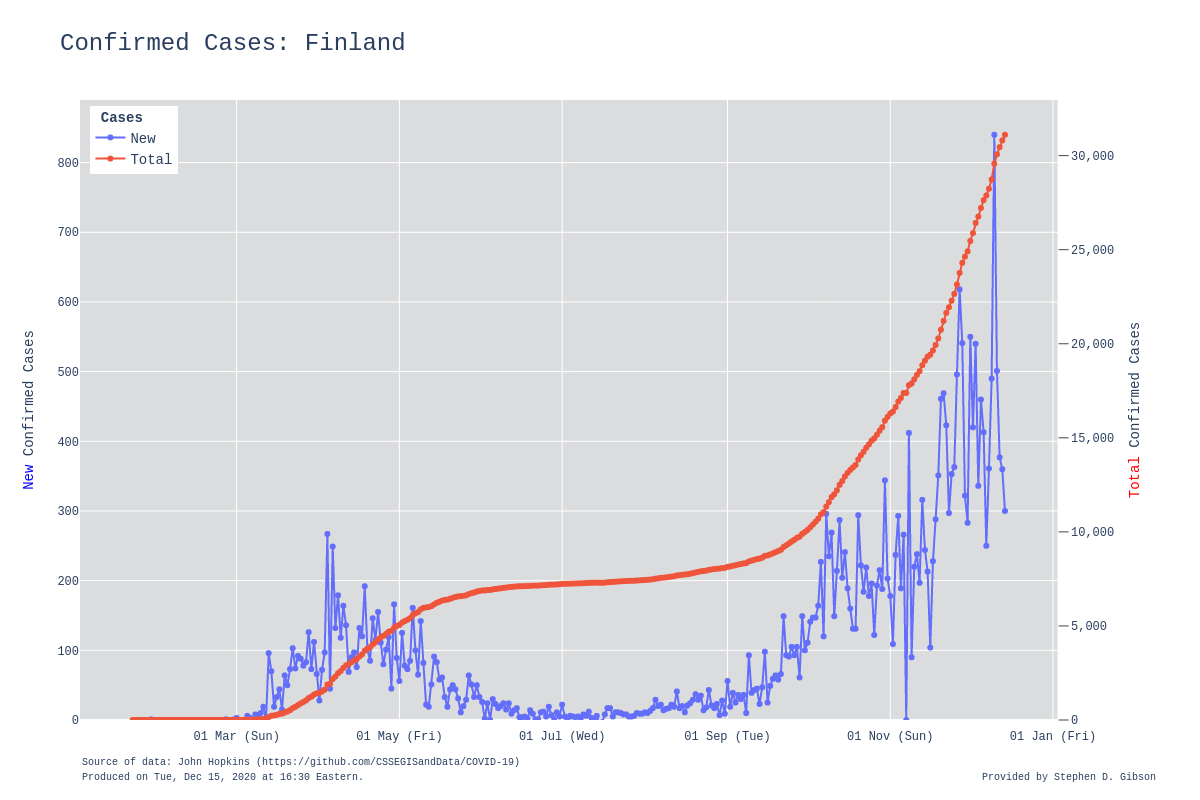 Confirmed Cases: Finland
Cases
New
Total
800
700
600
500
400
300
200
100
0
30,000
25,000
20,000
15,000
10,000
5,000
0
New Confirmed Cases
Total Confirmed Cases
01 Mar (Sun)
01 May (Fri)
01 Jul (Wed)
01 Sep (Tue)
01 Nov (Sun)
01 Jan (Fri)
Source of data: John Hopkins (https://github.com/CSSEGISandData/COVID-19)
Produced on Tue, Dec 15, 2020 at 16:30 Eastern.
Provided by Stephen D. Gibson